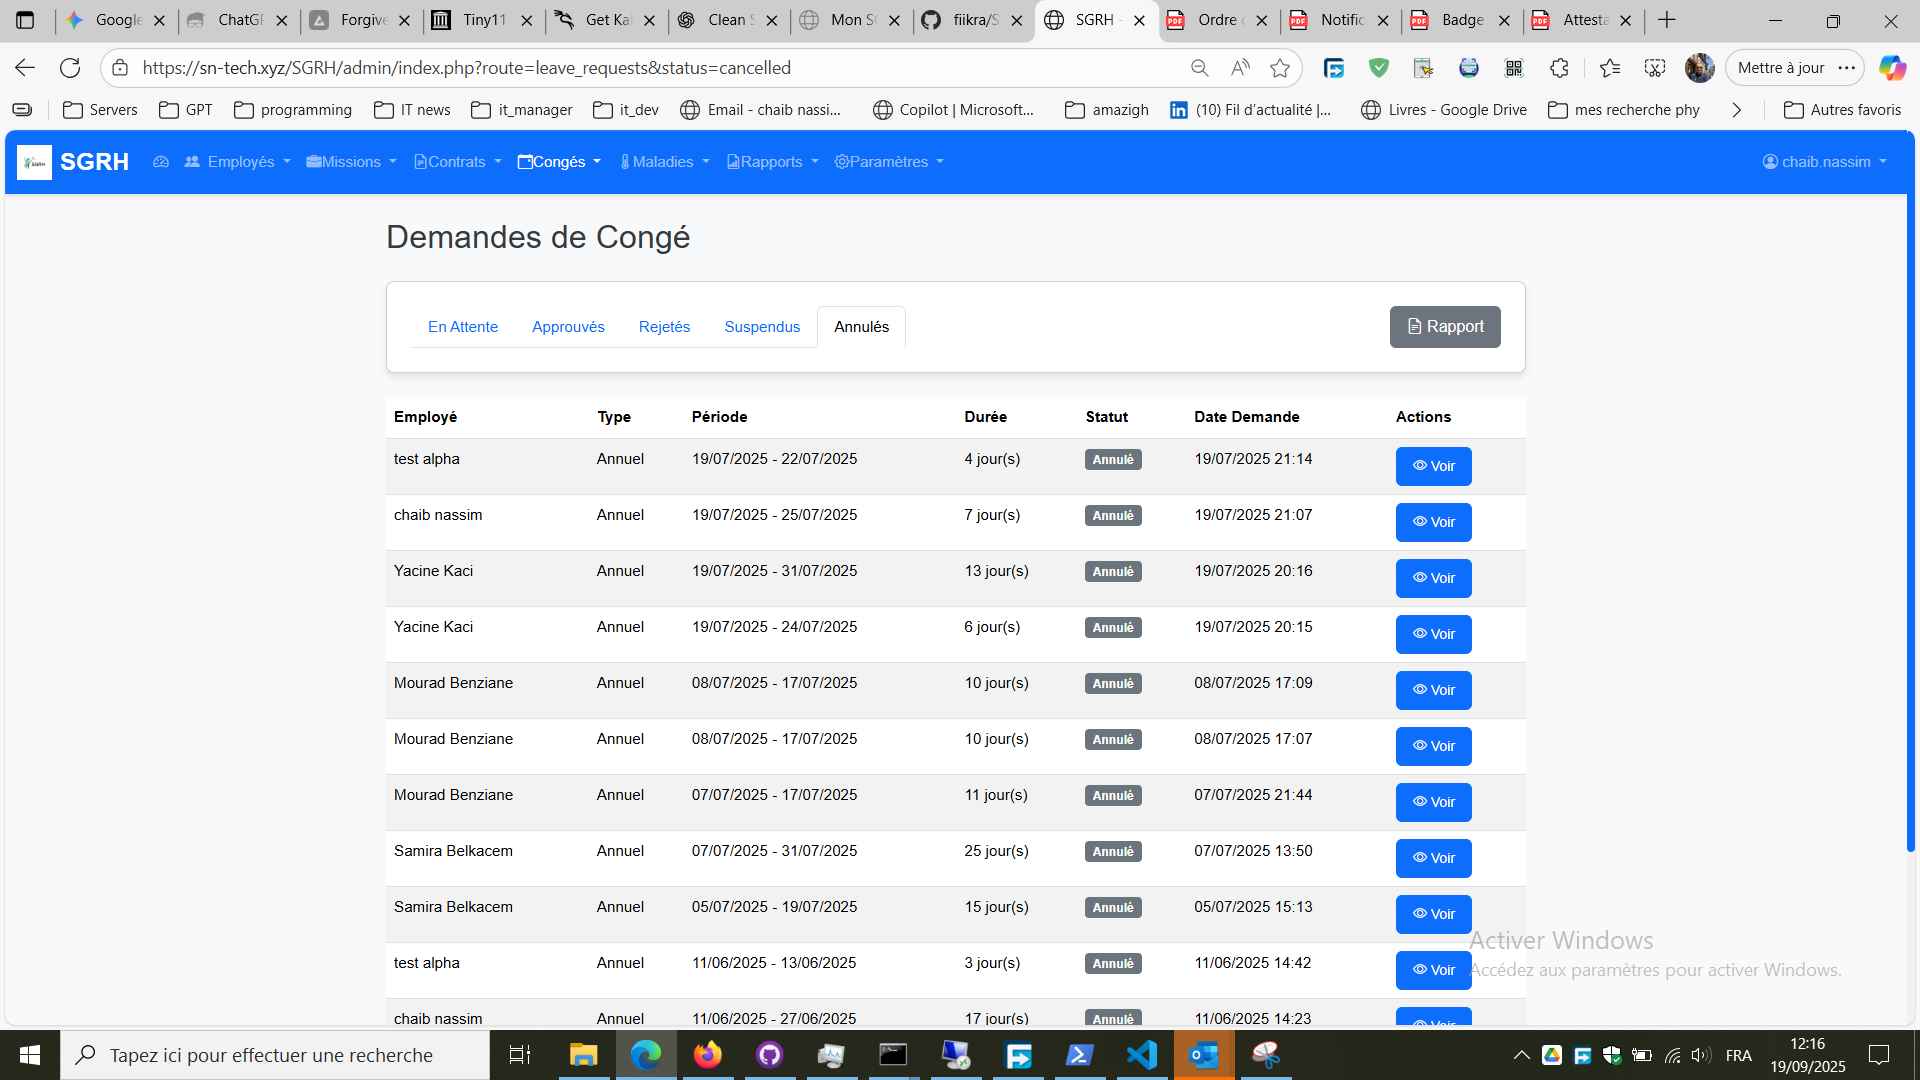 Google
ChatGP
Forgive
Tiny11
Get Ka
Clean S
Mon S
fiikra/S
SGRH -
Ordre
Notific
Badge
Attesta
https://sn-tech.xyz/SGRH/admin/index.php?route=leave_requests&status=cancelled
Mettre à jour
Servers
GPT
programming
IT news
it_manager
it_dev
Email - chaib nassi...
Copilot | Microsoft...
amazigh
(10) Fil d'actualité |...
Livres - Google Drive
mes recherche phy
Autres favoris
SGRH
Employés
Missions
Contrats
Congés
Maladies
Rapports
Paramètres
chaib.nassim
Demandes de Congé
En Attente
Approuvés
Rejetés
Suspendus
Annulés
Rapport
Employé Type Période Durée Statut Date Demande Actions
test alpha Annuel 19/07/2025 - 22/07/2025 4 jour(s) Annulé 19/07/2025 21:14 Voir
chaib nassim Annuel 19/07/2025 - 25/07/2025 7 jour(s) Annulé 19/07/2025 21:07 Voir
Yacine Kaci Annuel 19/07/2025 - 31/07/2025 13 jour(s) Annulé 19/07/2025 20:16 Voir
Yacine Kaci Annuel 19/07/2025 - 24/07/2025 6 jour(s) Annulé 19/07/2025 20:15 Voir
Mourad Benziane Annuel 08/07/2025 - 17/07/2025 10 jour(s) Annulé 08/07/2025 17:09 Voir
Mourad Benziane Annuel 08/07/2025 - 17/07/2025 10 jour(s) Annulé 08/07/2025 17:07 Voir
Mourad Benziane Annuel 07/07/2025 - 17/07/2025 11 jour(s) Annulé 07/07/2025 21:44 Voir
Samira Belkacem Annuel 07/07/2025 - 31/07/2025 25 jour(s) Annulé 07/07/2025 13:50 Voir
Samira Belkacem Annuel 05/07/2025 - 19/07/2025 15 jour(s) Annulé 05/07/2025 15:13 Voir
test alpha Annuel 11/06/2025 - 13/06/2025 3 jour(s) Annulé 11/06/2025 14:42 Voir
chaib nassim Annuel 11/06/2025 - 27/06/2025 17 jour(s) Annulé 11/06/2025 14:23 Voir
Activer Windows
Accédez aux paramètres pour activer Windows.
Tapez ici pour effectuer une recherche
FRA
12:16
19/09/2025